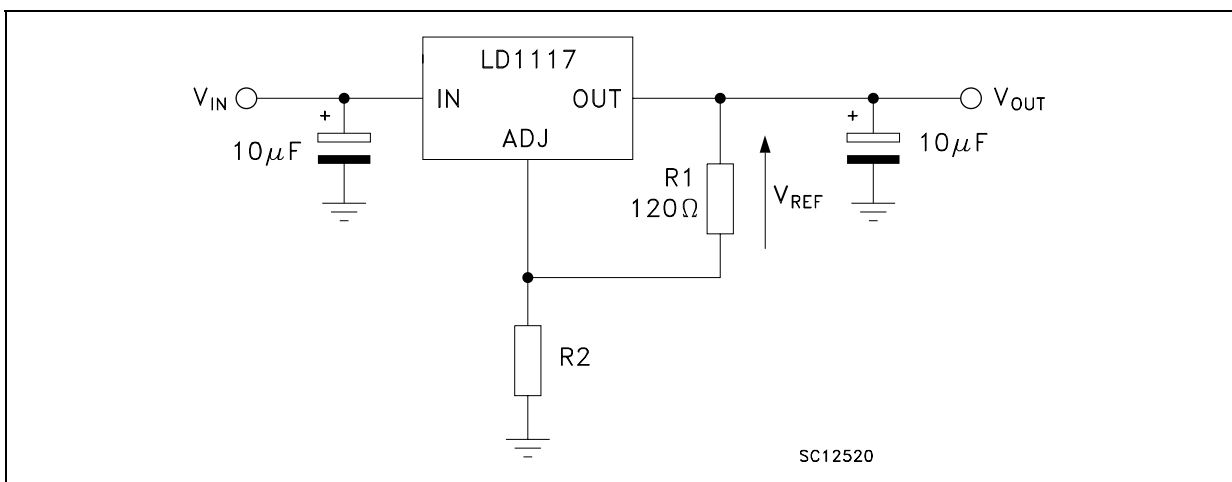 LD1117
V_IN
IN
OUT
V_OUT
+
+
10μF
ADJ
10μF
R1
120Ω
V_REF
R2
SC12520